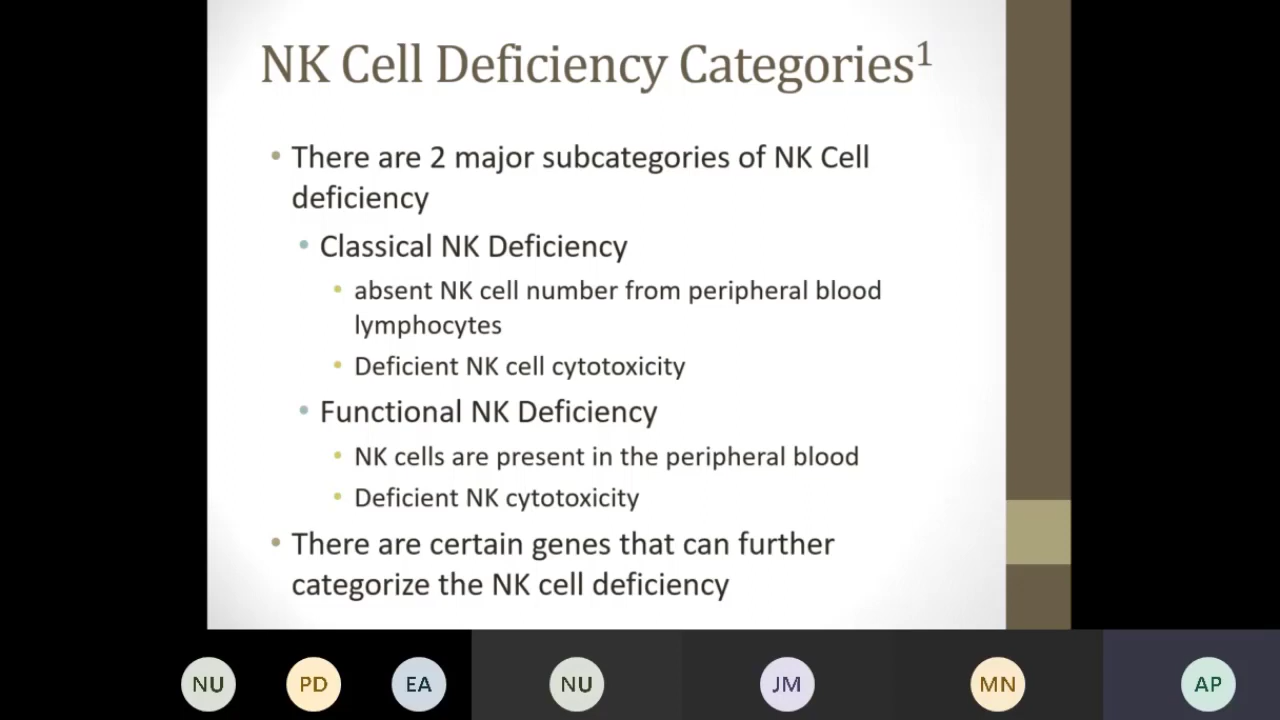 NK Cell Deficiency Categories¹
• There are 2 major subcategories of NK Cell
deficiency
• Classical NK Deficiency
• absent NK cell number from peripheral blood
lymphocytes
• Deficient NK cell cytotoxicity
• Functional NK Deficiency
• NK cells are present in the peripheral blood
• Deficient NK cytotoxicity
• There are certain genes that can further
categorize the NK cell deficiency
NU PD EA NU JM MN AP